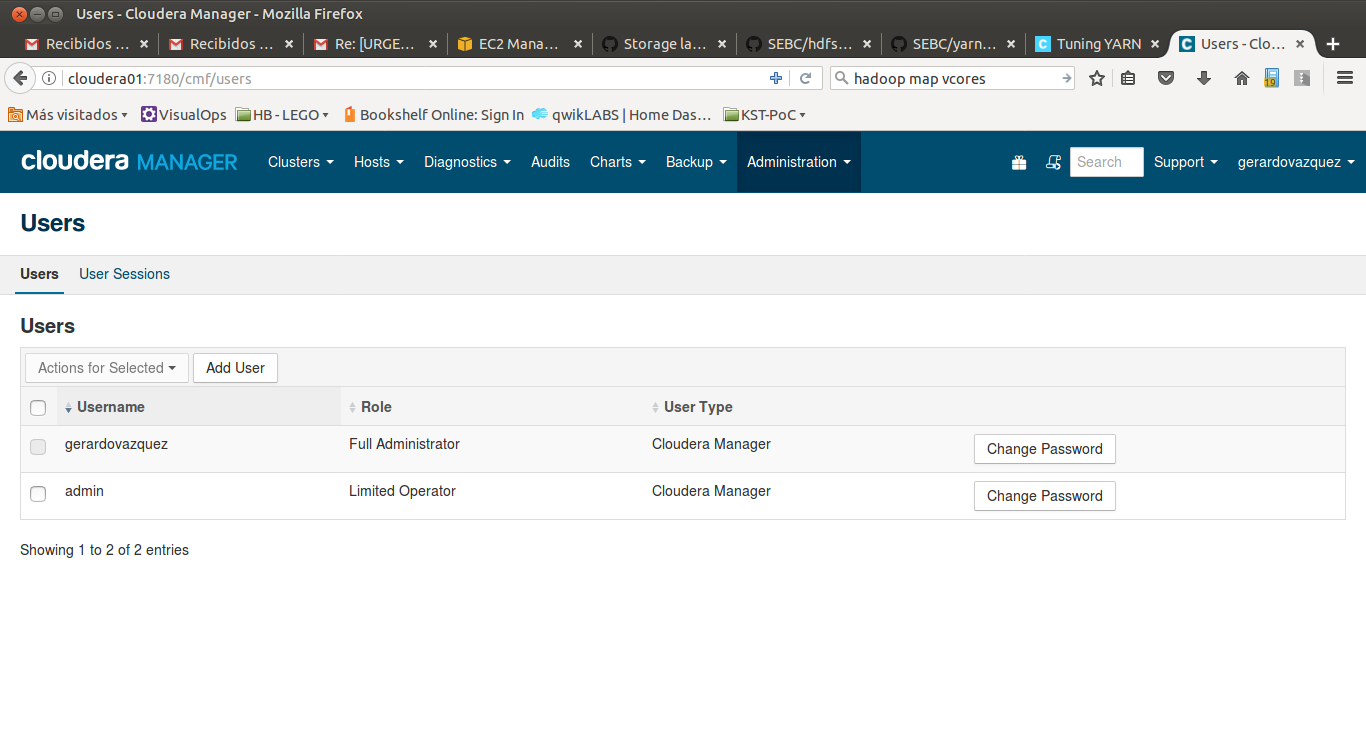 Users - Cloudera Manager - Mozilla Firefox
Recibidos ... Recibidos ... Re: [URGE... EC2 Mana... Storage la... SEBC/hdfs... SEBC/yarn... Tuning YARN Users - Clo...
cloudera01:7180/cmf/users hadoop map vcores 19
Más visitados VisualOps HB - LEGO Bookshelf Online: Sign In qwikLABS | Home Das... KST-PoC
cloudera MANAGER Clusters Hosts Diagnostics Audits Charts Backup Administration Search Support gerardovazquez
Users
Users User Sessions
Users
Actions for Selected Add User
Username Role User Type
gerardovazquez Full Administrator Cloudera Manager Change Password
admin Limited Operator Cloudera Manager Change Password
Showing 1 to 2 of 2 entries